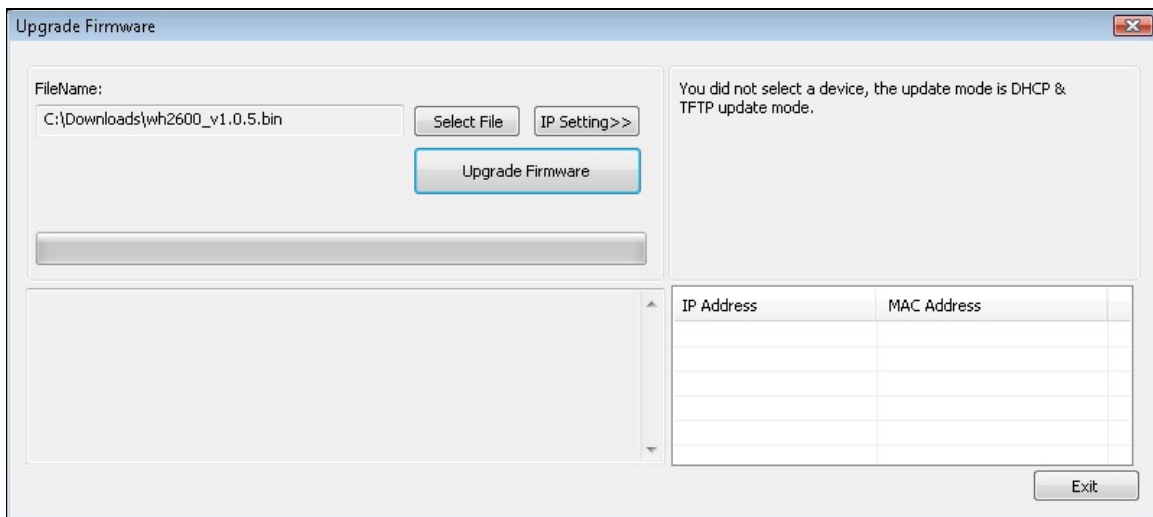 Upgrade Firmware
FileName:
C:\Downloads\wh2600_v1.0.5.bin
Select File
IP Setting>>
Upgrade Firmware
You did not select a device, the update mode is DHCP &
TFTP update mode.
IP Address
MAC Address
Exit